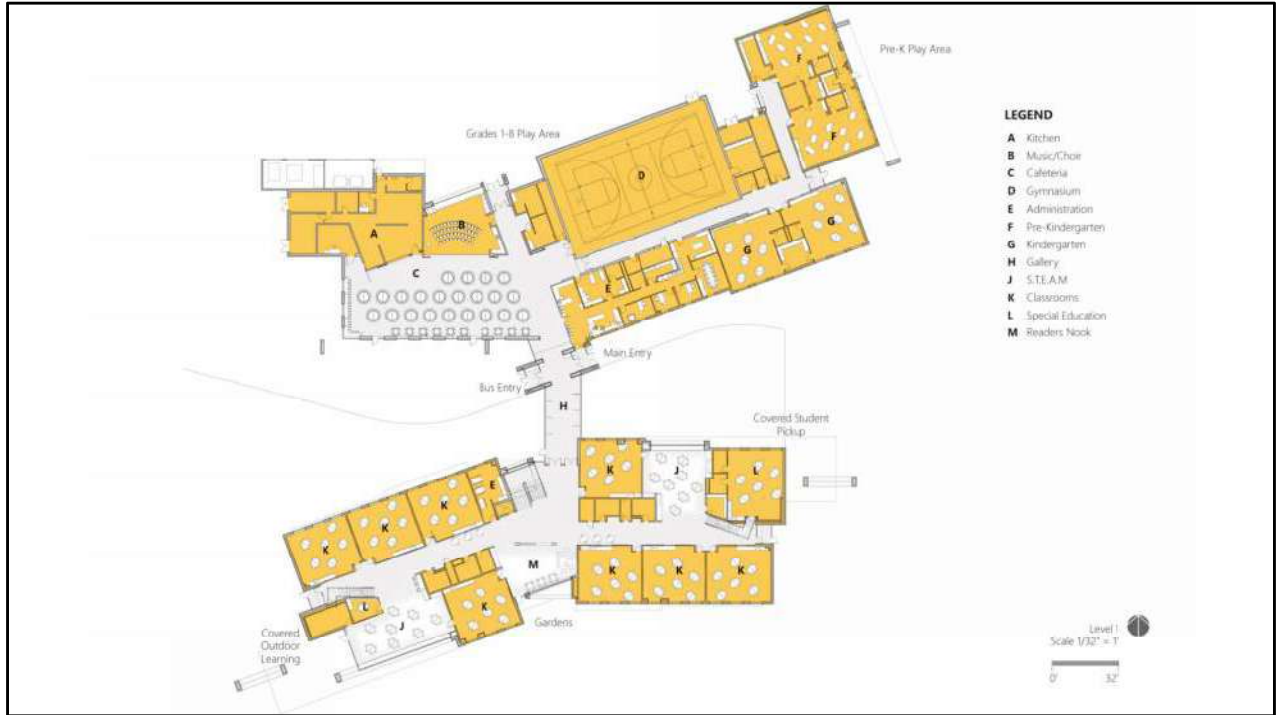 Pre-K Play Area
F
LEGEND
A Kitchen
B Music/Choir
C Cafeteria
D Gymnasium
E Administration
F Pre-Kindergarten
G Kindergarten
H Gallery
J S.T.E.A.M
K Classrooms
L Special Education
M Readers Nook
Grades 1-8 Play Area
F
D
B
A
G
G
C
E
Main Entry
Bus Entry
H
Covered Student
Pickup
K
J
L
E
K
K
K
M
K
K
K
L
K
J
Gardens
Covered
Outdoor
Learning
Level 1
Scale 1/32" = 1'
0'
32'